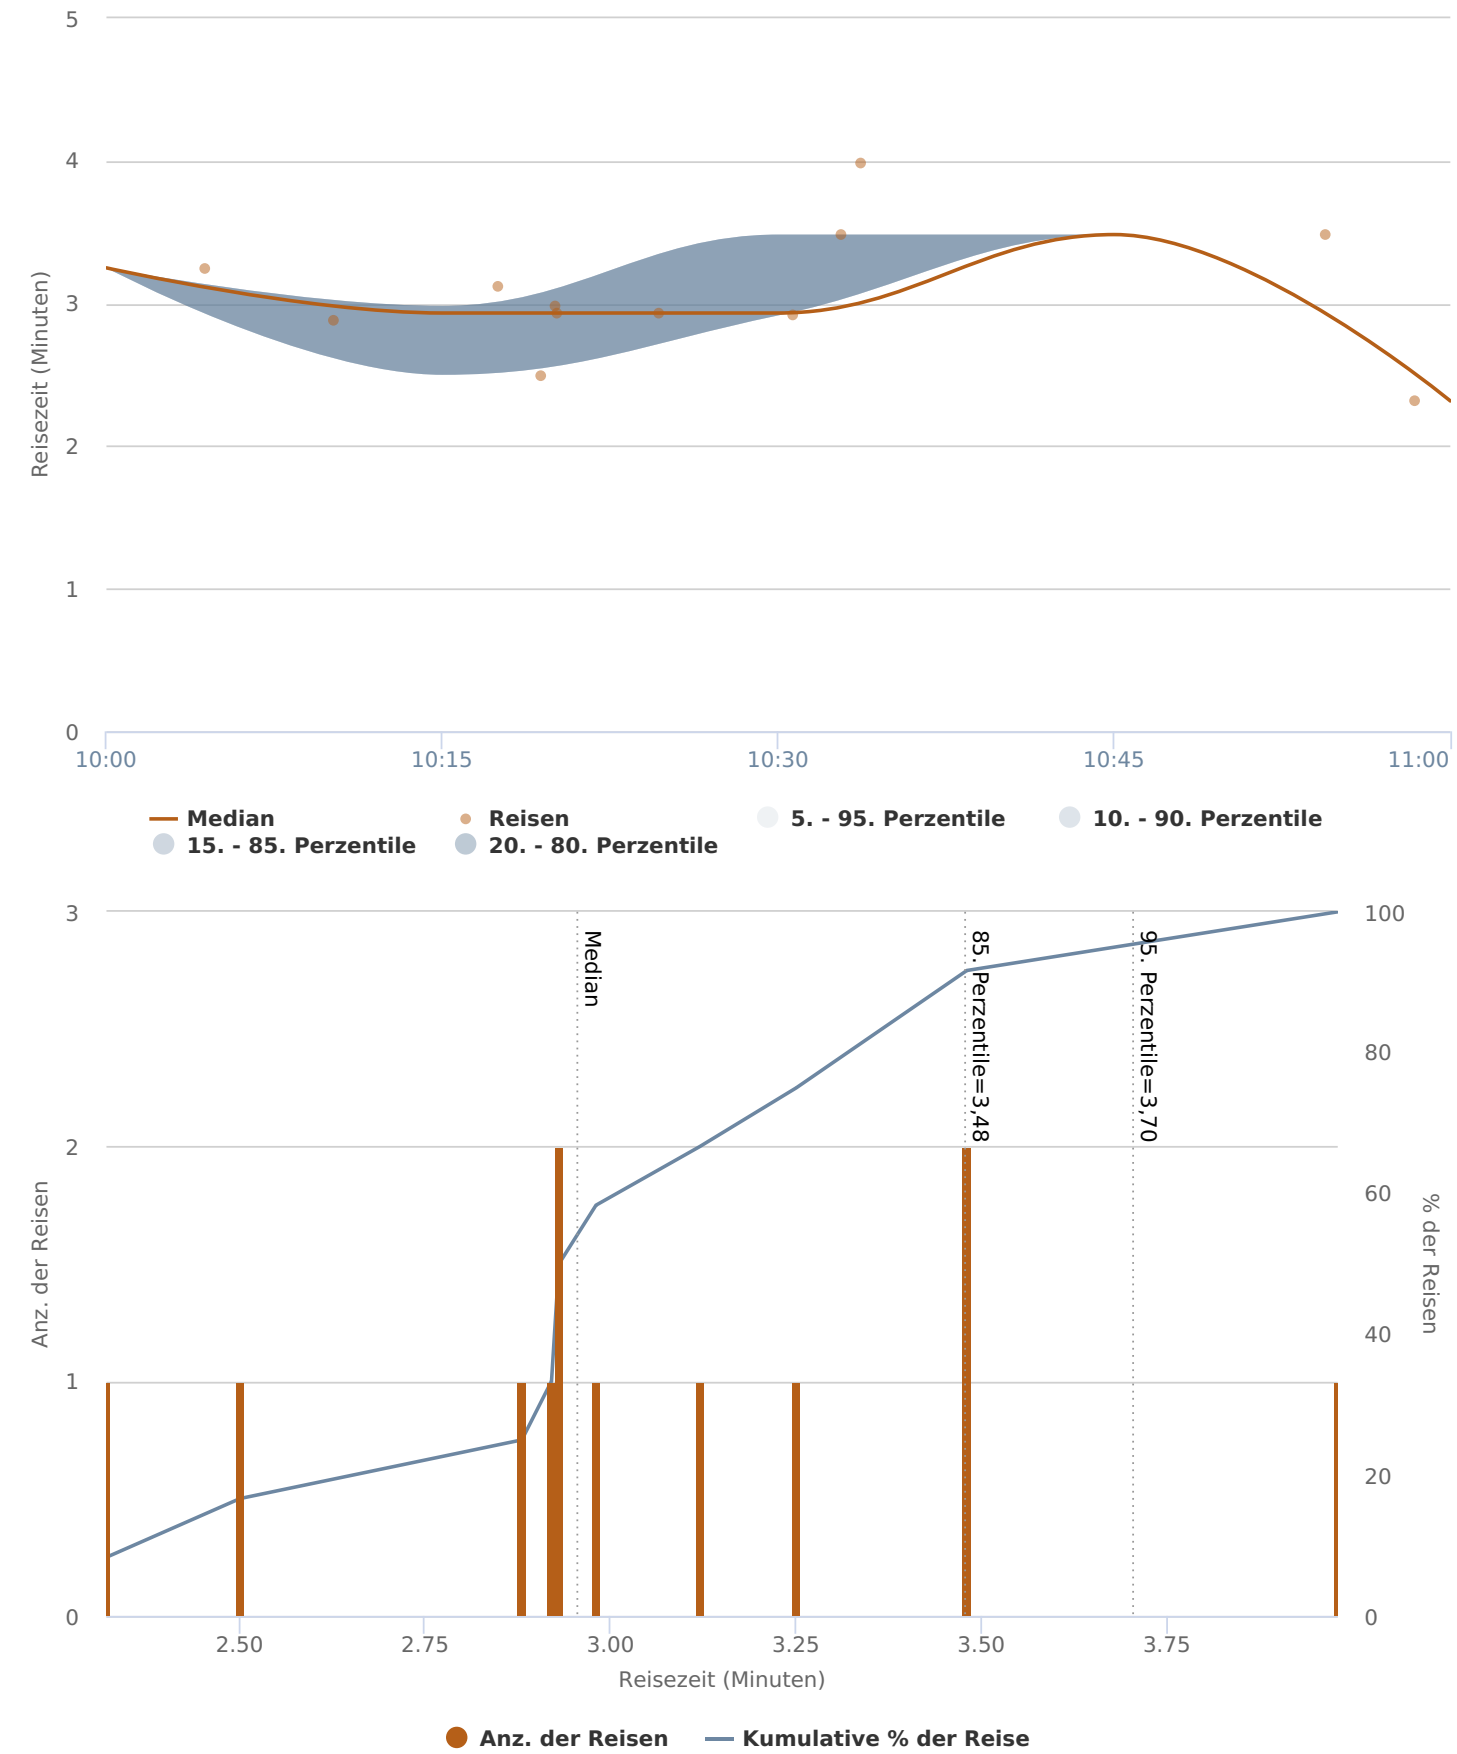 5
4
3
2
1
0
Reisezeit (Minuten)
10:00 10:15 10:30 10:45 11:00
Median Reisen 5. - 95. Perzentile 10. - 90. Perzentile
15. - 85. Perzentile 20. - 80. Perzentile
3
2
1
0
Anz. der Reisen
Median
85. Perzentile=3,48
95. Perzentile=3,70
100
80
60
40
20
0
% der Reisen
2.50 2.75 3.00 3.25 3.50 3.75
Reisezeit (Minuten)
Anz. der Reisen Kumulative % der Reise